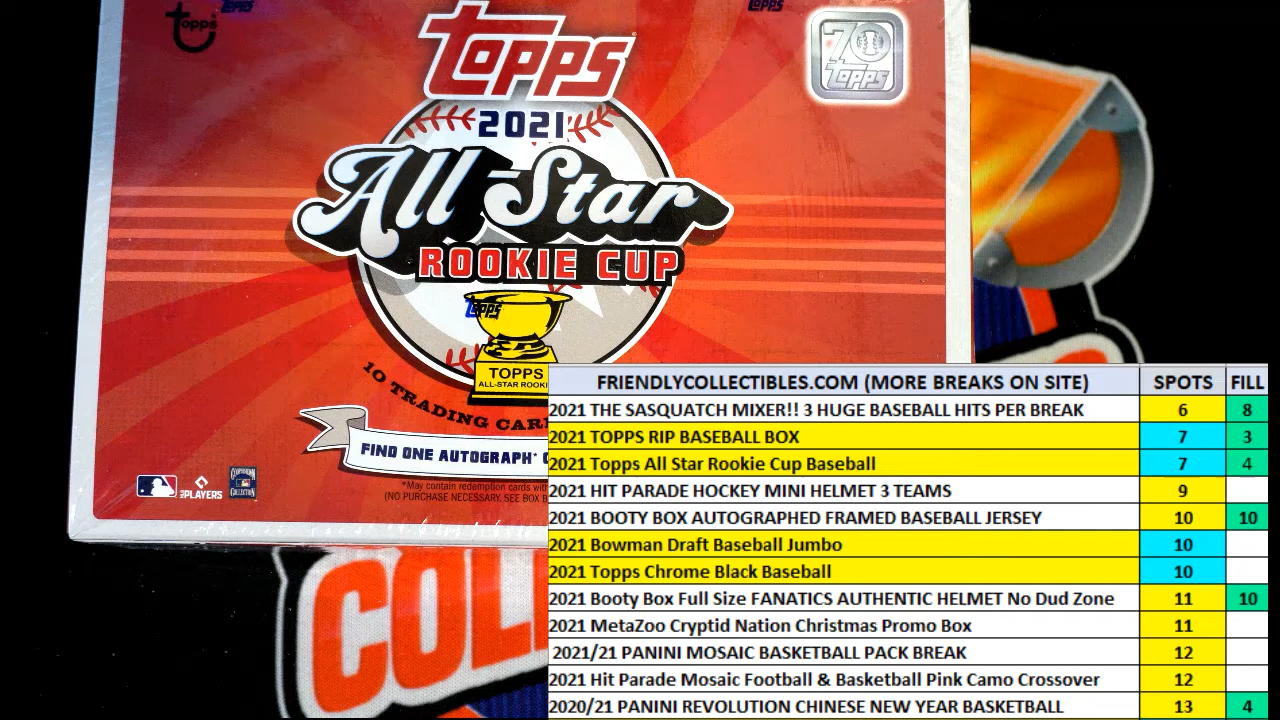 topps
topps
topps
topps
70
topps
2021
All-Star
ROOKIE CUP
topps
TOPPS
ALL-STAR ROOKI
10 TRADING CAR
FIND ONE AUTOGRAPH*
*May contain redemption cards with
(NO PURCHASE NECESSARY. SEE BOX B
PLAYERS
COOPERSTOWN
COLLECTION
COL
FRIENDLYCOLLECTIBLES.COM (MORE BREAKS ON SITE) SPOTS FILL
2021 THE SASQUATCH MIXER!! 3 HUGE BASEBALL HITS PER BREAK 6 8
2021 TOPPS RIP BASEBALL BOX 7 3
2021 Topps All Star Rookie Cup Baseball 7 4
2021 HIT PARADE HOCKEY MINI HELMET 3 TEAMS 9
2021 BOOTY BOX AUTOGRAPHED FRAMED BASEBALL JERSEY 10 10
2021 Bowman Draft Baseball Jumbo 10
2021 Topps Chrome Black Baseball 10
2021 Booty Box Full Size FANATICS AUTHENTIC HELMET No Dud Zone 11 10
2021 MetaZoo Cryptid Nation Christmas Promo Box 11
2021/21 PANINI MOSAIC BASKETBALL PACK BREAK 12
2021 Hit Parade Mosaic Football & Basketball Pink Camo Crossover 12
2020/21 PANINI REVOLUTION CHINESE NEW YEAR BASKETBALL 13 4